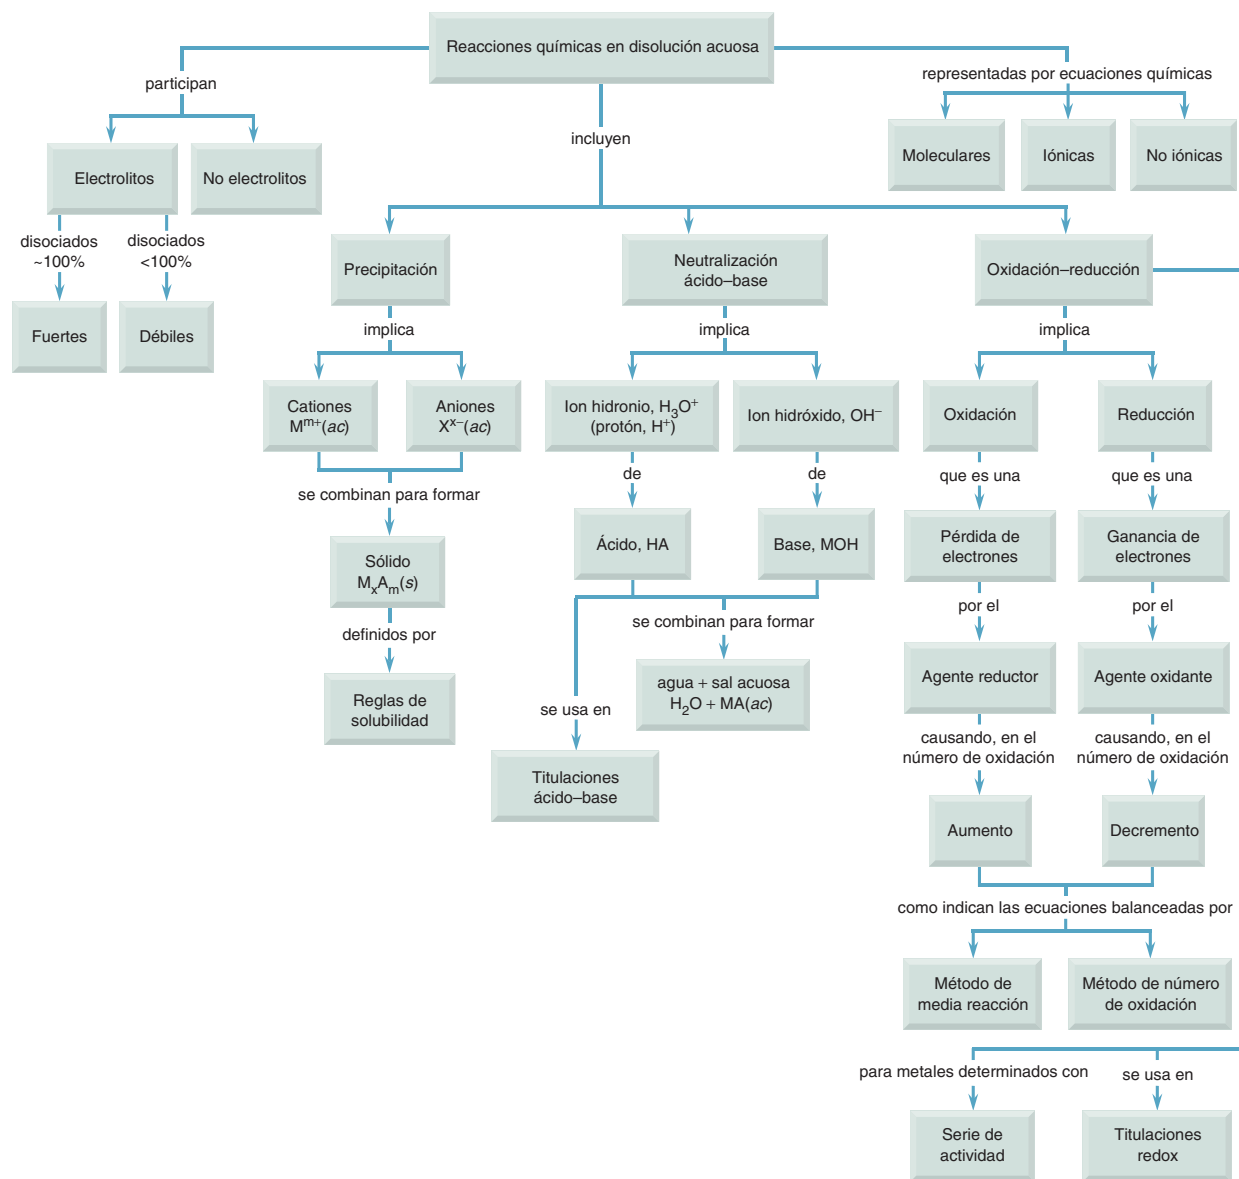 Reacciones químicas en disolución acuosa
participan
representadas por ecuaciones químicas
incluyen
Moleculares
Iónicas
No iónicas
Electrolitos
No electrolitos
disociados
~100%
disociados
<100%
Fuertes
Débiles
Precipitación
Neutralización
ácido–base
Oxidación–reducción
implica
implica
implica
Cationes
Mᵐ⁺(ac)
Aniones
Xˣ⁻(ac)
Ion hidronio, H₃O⁺
(protón, H⁺)
Ion hidróxido, OH⁻
Oxidación
Reducción
se combinan para formar
de
de
que es una
que es una
Sólido
MₓAₘ(s)
Ácido, HA
Base, MOH
Pérdida de
electrones
Ganancia de
electrones
definidos por
se combinan para formar
por el
por el
Reglas de
solubilidad
agua + sal acuosa
H₂O + MA(ac)
Agente reductor
Agente oxidante
se usa en
causando, en el
número de oxidación
causando, en el
número de oxidación
Titulaciones
ácido–base
Aumento
Decremento
como indican las ecuaciones balanceadas por
Método de
media reacción
Método de número
de oxidación
para metales determinados con
se usa en
Serie de
actividad
Titulaciones
redox